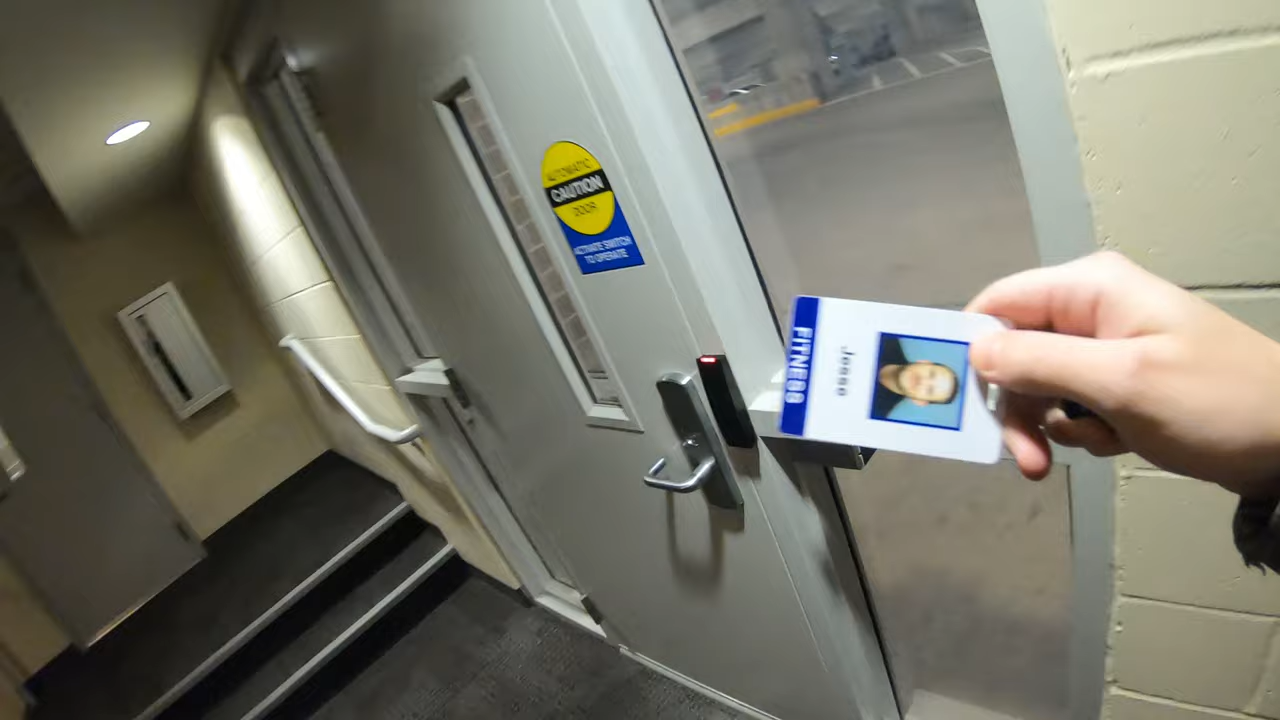 AUTOMATIC
CAUTION
DOOR
ACTIVATE SWITCH
TO OPERATE
FITNESS
Jesse